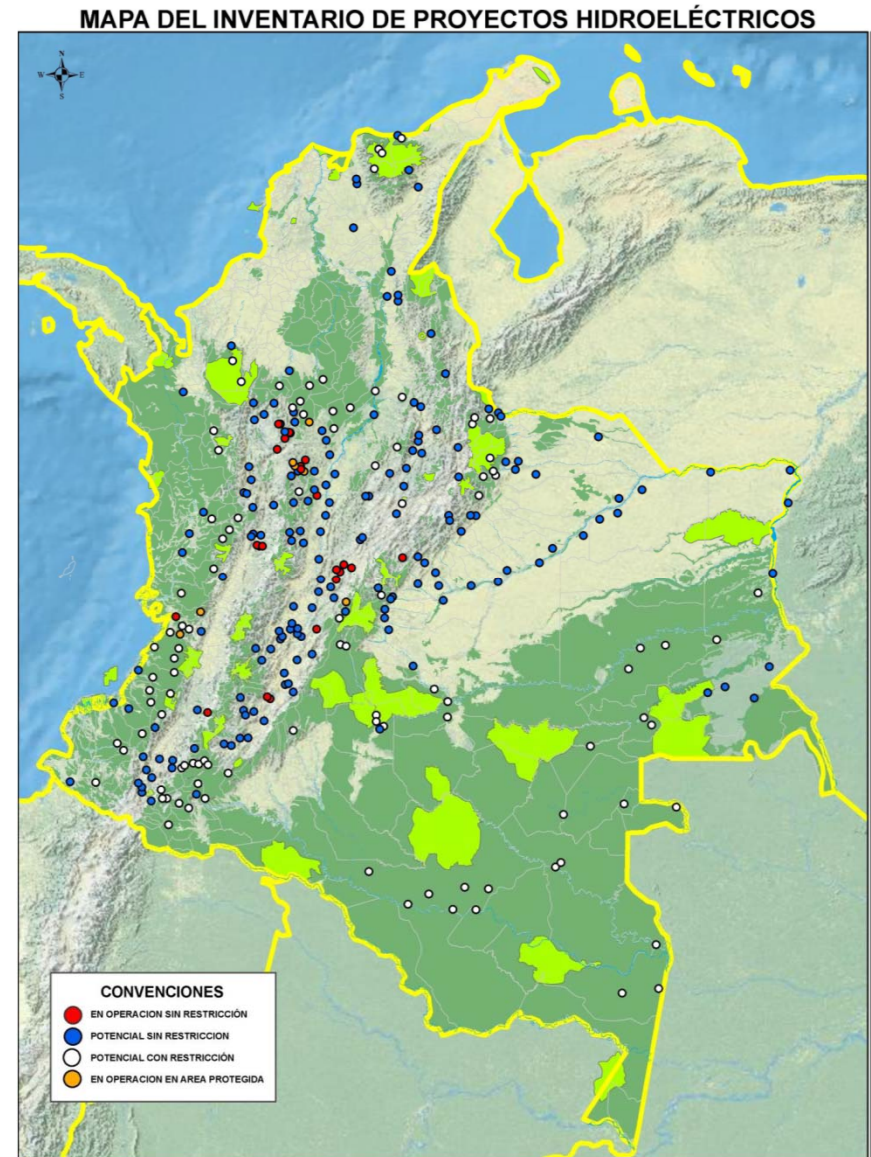 MAPA DEL INVENTARIO DE PROYECTOS HIDROELÉCTRICOS
N
W E
S
CONVENCIONES
EN OPERACION SIN RESTRICCIÓN
POTENCIAL SIN RESTRICCION
POTENCIAL CON RESTRICCIÓN
EN OPERACION EN AREA PROTEGIDA